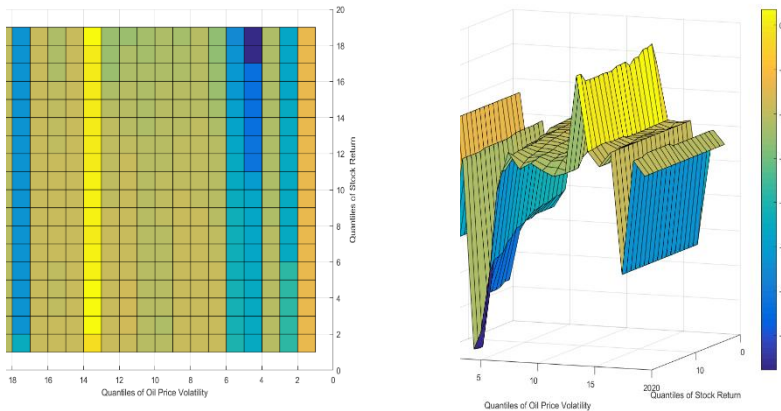 20
18
16
14
12
10
8
6
4
2
0
Quantiles of Stock Return
18 16 14 12 10 8 6 4 2 0
Quantiles of Oil Price Volatility
5 10 15 2020
10
0
Quantiles of Stock Return
Quantiles of Oil Price Volatility